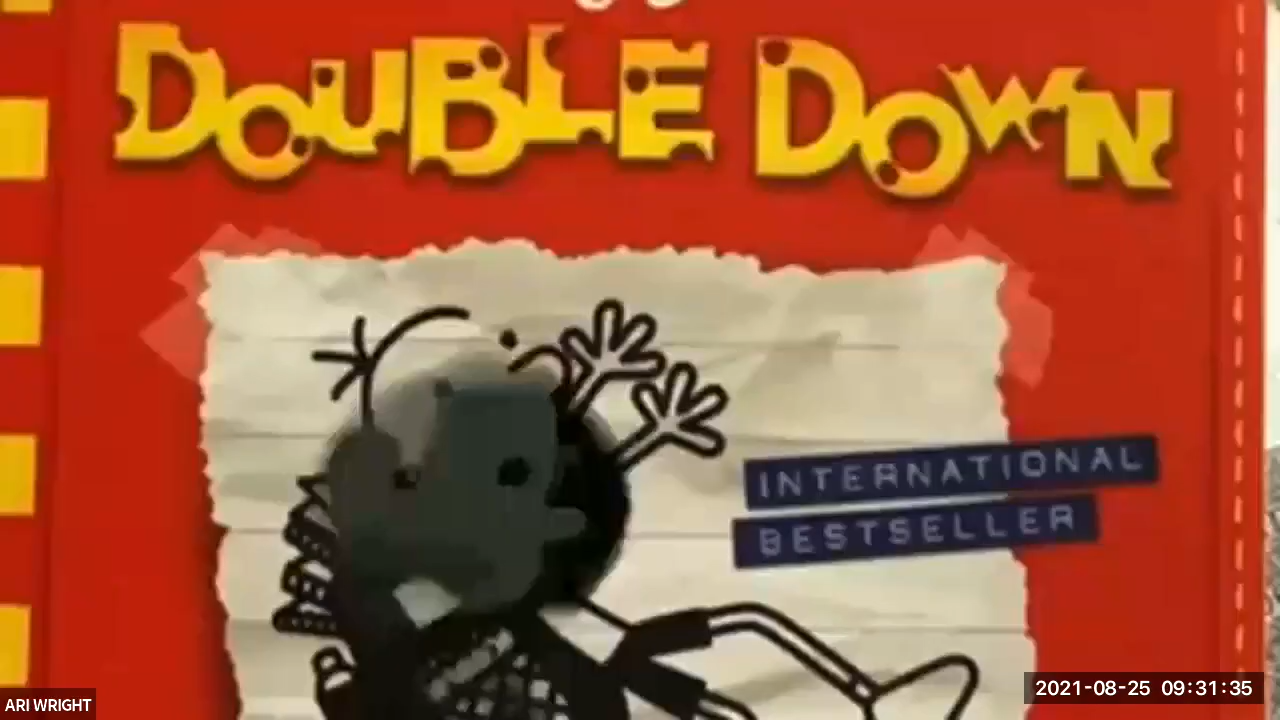 DOUBLE DOWN
INTERNATIONAL
BESTSELLER
ARI WRIGHT
2021-08-25 09:31:35